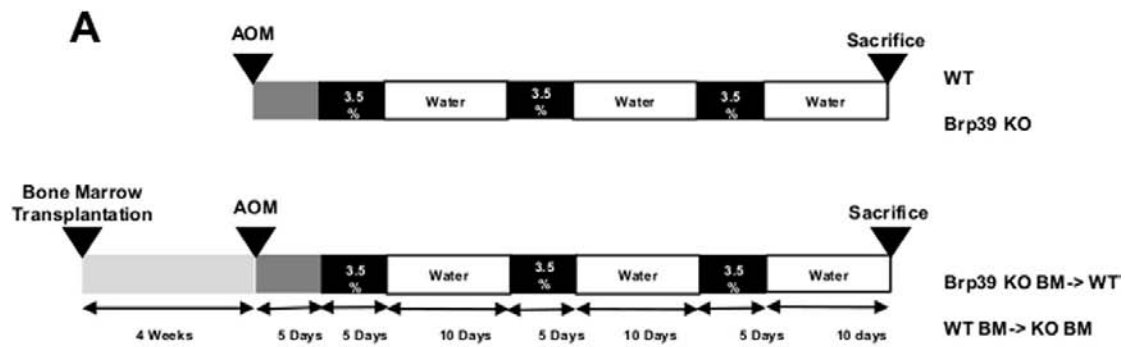 A
AOM
Sacrifice
3.5 %
Water
3.5 %
Water
3.5 %
Water
WT
Brp39 KO
Bone Marrow
Transplantation
AOM
Sacrifice
3.5 %
Water
3.5 %
Water
3.5 %
Water
Brp39 KO BM-> WT
WT BM-> KO BM
4 Weeks
5 Days
5 Days
10 Days
5 Days
10 Days
5 Days
10 days